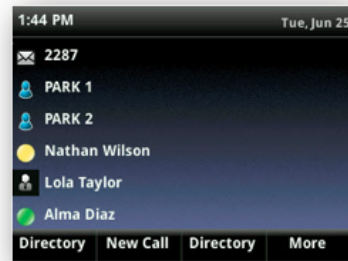 1:44 PM Tue, Jun 25
2287
PARK 1
PARK 2
Nathan Wilson
Lola Taylor
Alma Diaz
Directory New Call Directory More